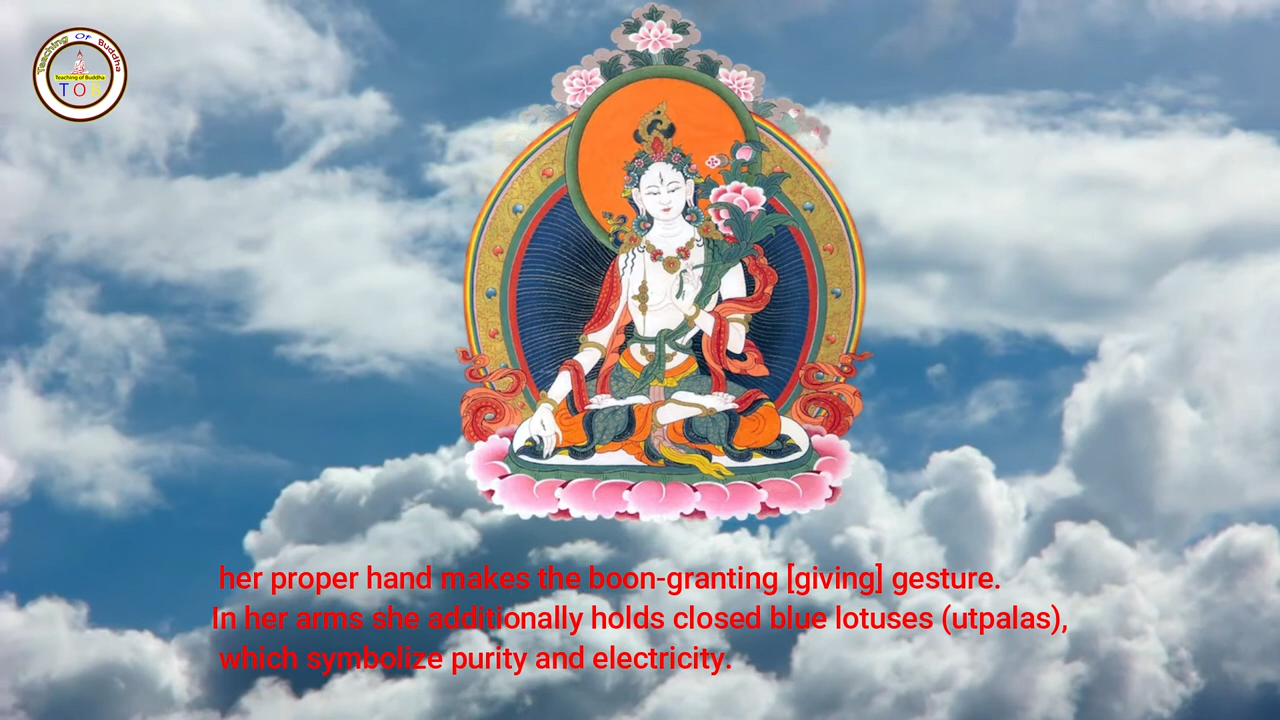 Teaching Of Buddha
Teaching of Buddha
T O B
her proper hand makes the boon-granting [giving] gesture.
In her arms she additionally holds closed blue lotuses (utpalas),
which symbolize purity and electricity.